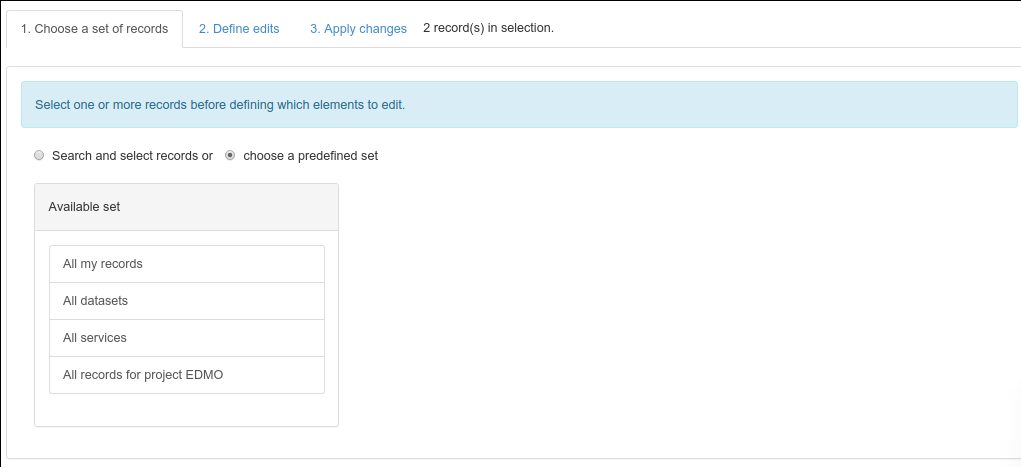 1. Choose a set of records 2. Define edits 3. Apply changes 2 record(s) in selection.
Select one or more records before defining which elements to edit.
Search and select records or choose a predefined set
Available set
All my records
All datasets
All services
All records for project EDMO